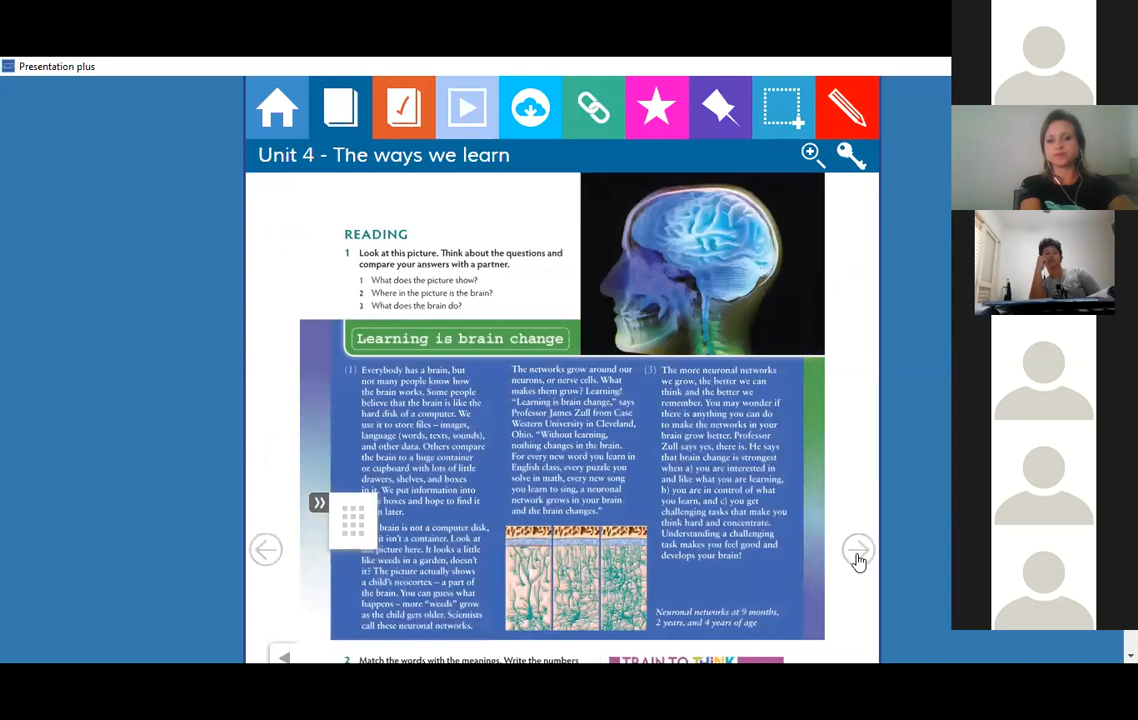 Presentation plus
Unit 4 - The ways we learn
READING
1 Look at this picture. Think about the questions and
compare your answers with a partner.
1 What does the picture show?
2 Where in the picture is the brain?
3 What does the brain do?
Learning is brain change
(1) Everybody has a brain, but
not many people know how
the brain works. Some people
believe that the brain is like the
hard disk of a computer. We
use it to store files – images,
language (words, texts, sounds),
and other data. Others compare
the brain to a huge container
or cupboard with lots of little
drawers, shelves, and boxes
in it. We put information into
boxes and hope to find it
later.
brain is not a computer disk,
it isn't a container. Look at
the picture here. It looks a little
like weeds in a garden, doesn't
it? The picture actually shows
a child's neocortex – a part of
the brain. You can guess what
happens – more "weeds" grow
as the child gets older. Scientists
call these neuronal networks.
The networks grow around our
neurons, or nerve cells. What
makes them grow? Learning!
"Learning is brain change," says
Professor James Zull from Case
Western University in Cleveland,
Ohio. "Without learning,
nothing changes in the brain.
For every new word you learn in
English class, every puzzle you
solve in math, every new song
you learn to sing, a neuronal
network grows in your brain
and the brain changes."
(3) The more neuronal networks
we grow, the better we can
think and the better we
remember. You may wonder if
there is anything you can do
to make the networks in your
brain grow better. Professor
Zull says yes, there is. He says
that brain change is strongest
when a) you are interested in
and like what you are learning,
b) you are in control of what
you learn, and c) you get
challenging tasks that make you
think hard and concentrate.
Understanding a challenging
task makes you feel good and
develops your brain!
Neuronal networks at 9 months,
2 years, and 4 years of age
2 Match the words with the meanings. Write the numbers
TRAIN TO THiNK